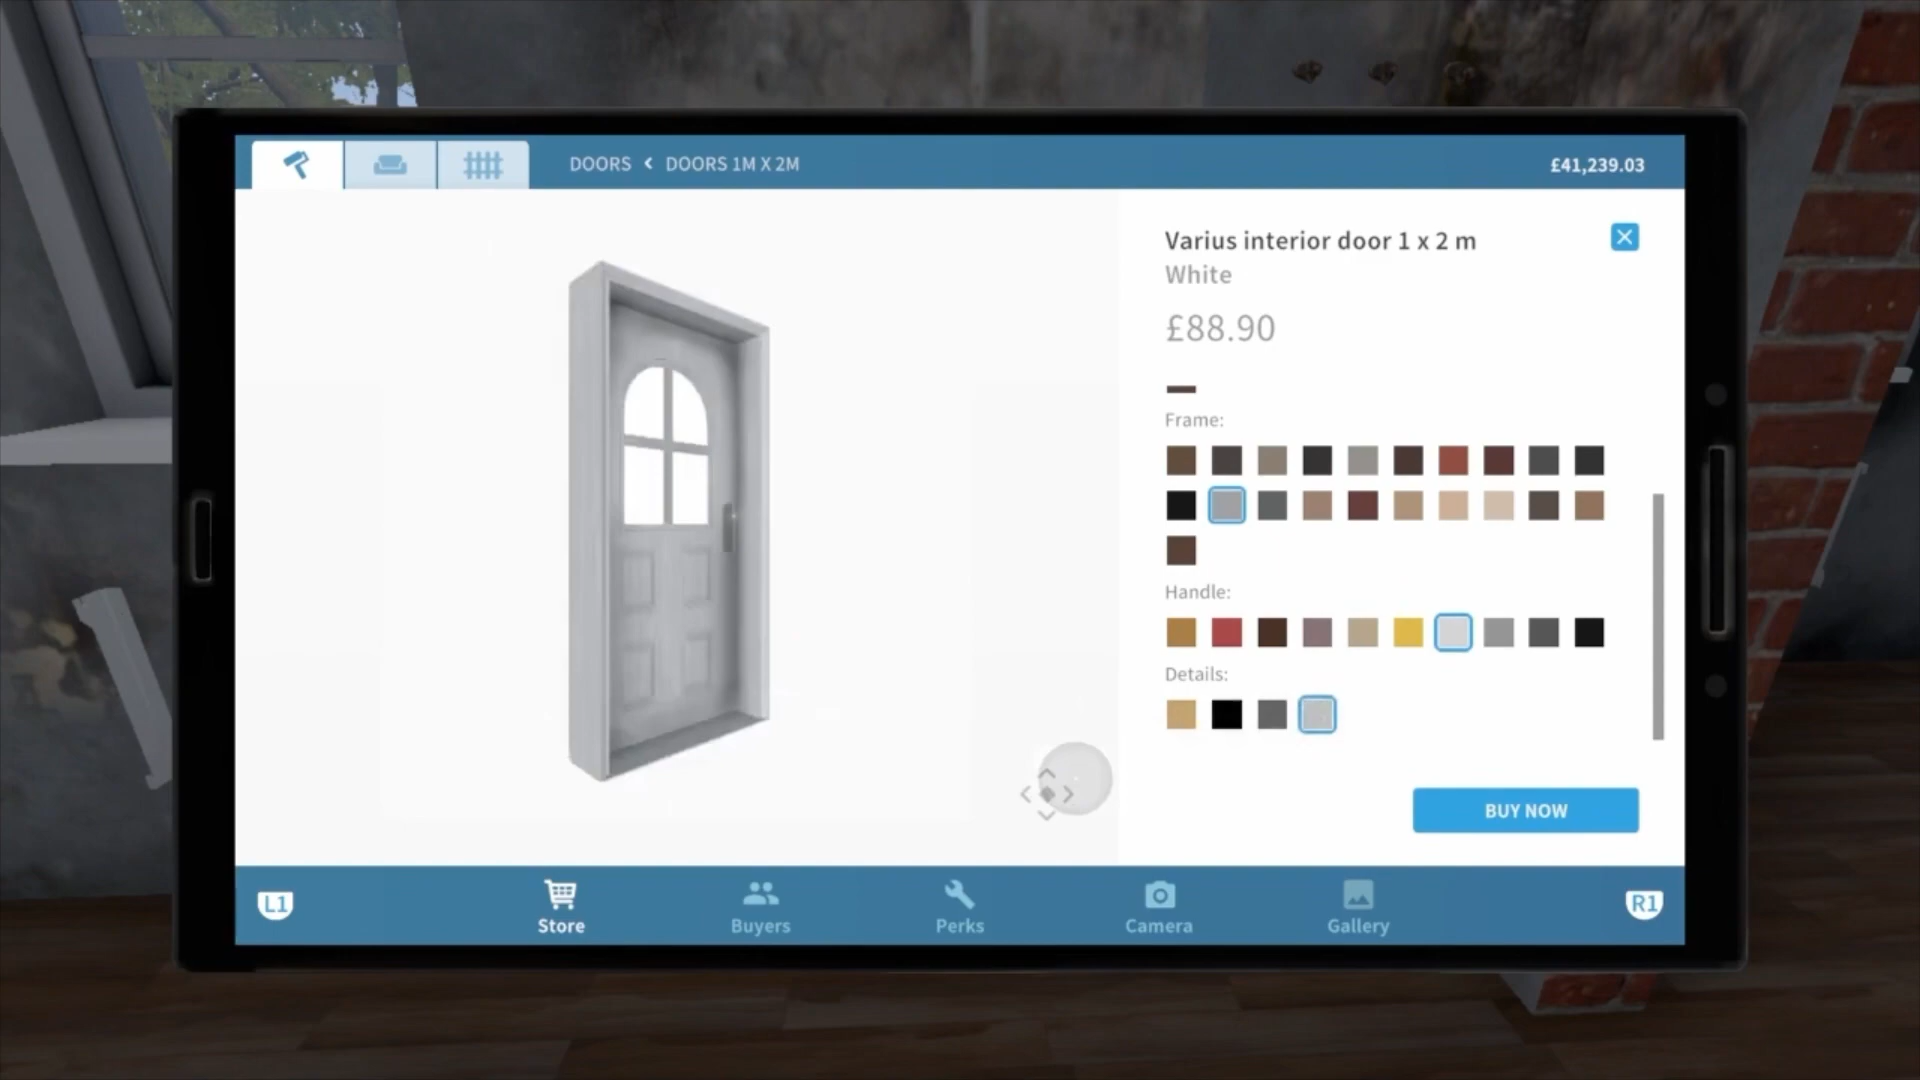 DOORS < DOORS 1M X 2M
£41,239.03
Varius interior door 1 x 2 m
White
£88.90
Frame:
Handle:
Details:
BUY NOW
L1
Store
Buyers
Perks
Camera
Gallery
R1